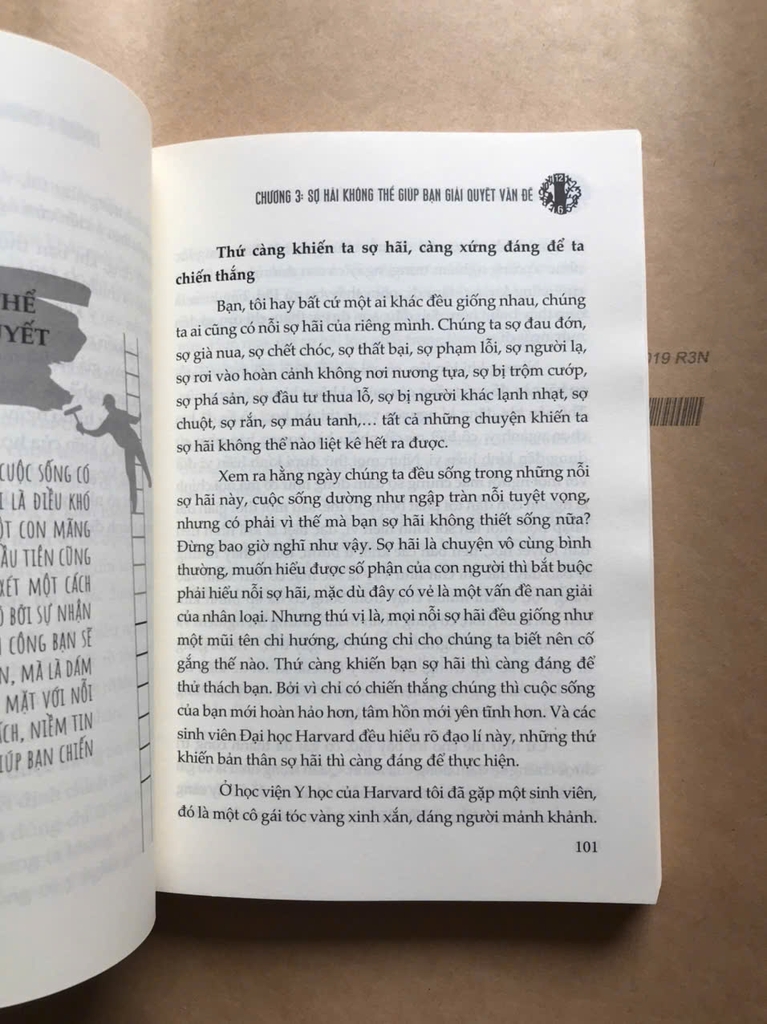 HỂ
UYẾT
CUỘC SỐNG CÓ
I LÀ ĐIỀU KHÓ
ỘT CON MÃNG
ẦU TIÊN CŨNG
XÉT MỘT CÁCH
BỞI SỰ NHẬN
CÔNG BẠN SẼ
N, MÀ LÀ DÁM
MẶT VỚI NỖI
ÍCH, NIỀM TIN
GIÚP BẠN CHIẾN
CHƯƠNG 3: SỢ HÃI KHÔNG THỂ GIÚP BẠN GIẢI QUYẾT VẤN ĐỀ
12
6
Thứ càng khiến ta sợ hãi, càng xứng đáng để ta
chiến thắng
Bạn, tôi hay bất cứ một ai khác đều giống nhau, chúng
ta ai cũng có nỗi sợ hãi của riêng mình. Chúng ta sợ đau đớn,
sợ già nua, sợ chết chóc, sợ thất bại, sợ phạm lỗi, sợ người lạ,
sợ rơi vào hoàn cảnh không nơi nương tựa, sợ bị trộm cướp,
sợ phá sản, sợ đầu tư thua lỗ, sợ bị người khác lạnh nhạt, sợ
chuột, sợ rắn, sợ máu tanh,... tất cả những chuyện khiến ta
sợ hãi không thể nào liệt kê hết ra được.
Xem ra hằng ngày chúng ta đều sống trong những nỗi
sợ hãi này, cuộc sống dường như ngập tràn nỗi tuyệt vọng,
nhưng có phải vì thế mà bạn sợ hãi không thiết sống nữa?
Đừng bao giờ nghĩ như vậy. Sợ hãi là chuyện vô cùng bình
thường, muốn hiểu được số phận của con người thì bắt buộc
phải hiểu nỗi sợ hãi, mặc dù đây có vẻ là một vấn đề nan giải
của nhân loại. Nhưng thú vị là, mọi nỗi sợ hãi đều giống như
một mũi tên chỉ hướng, chúng chỉ cho chúng ta biết nên cố
gắng thế nào. Thứ càng khiến bạn sợ hãi thì càng đáng để
thử thách bạn. Bởi vì chỉ có chiến thắng chúng thì cuộc sống
của bạn mới hoàn hảo hơn, tâm hồn mới yên tĩnh hơn. Và các
sinh viên Đại học Harvard đều hiểu rõ đạo lí này, những thứ
khiến bản thân sợ hãi thì càng đáng để thực hiện.
Ở học viện Y học của Harvard tôi đã gặp một sinh viên,
đó là một cô gái tóc vàng xinh xắn, dáng người mảnh khảnh.
101
019 R3N